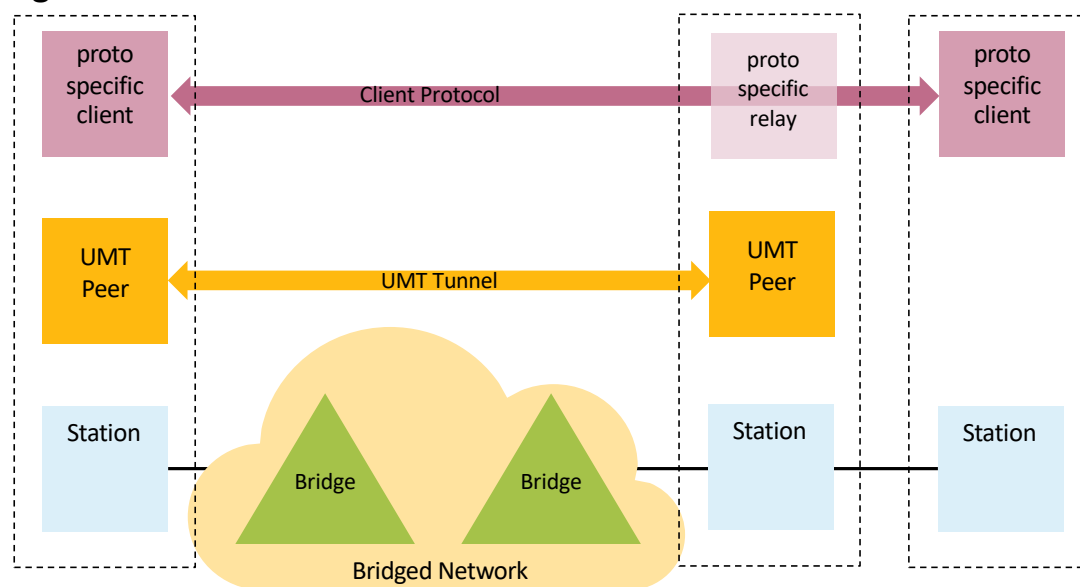 proto
specific
client
Client Protocol
proto
specific
relay
proto
specific
client
UMT
Peer
UMT Tunnel
UMT
Peer
Station
Bridge
Bridge
Station
Station
Bridged Network